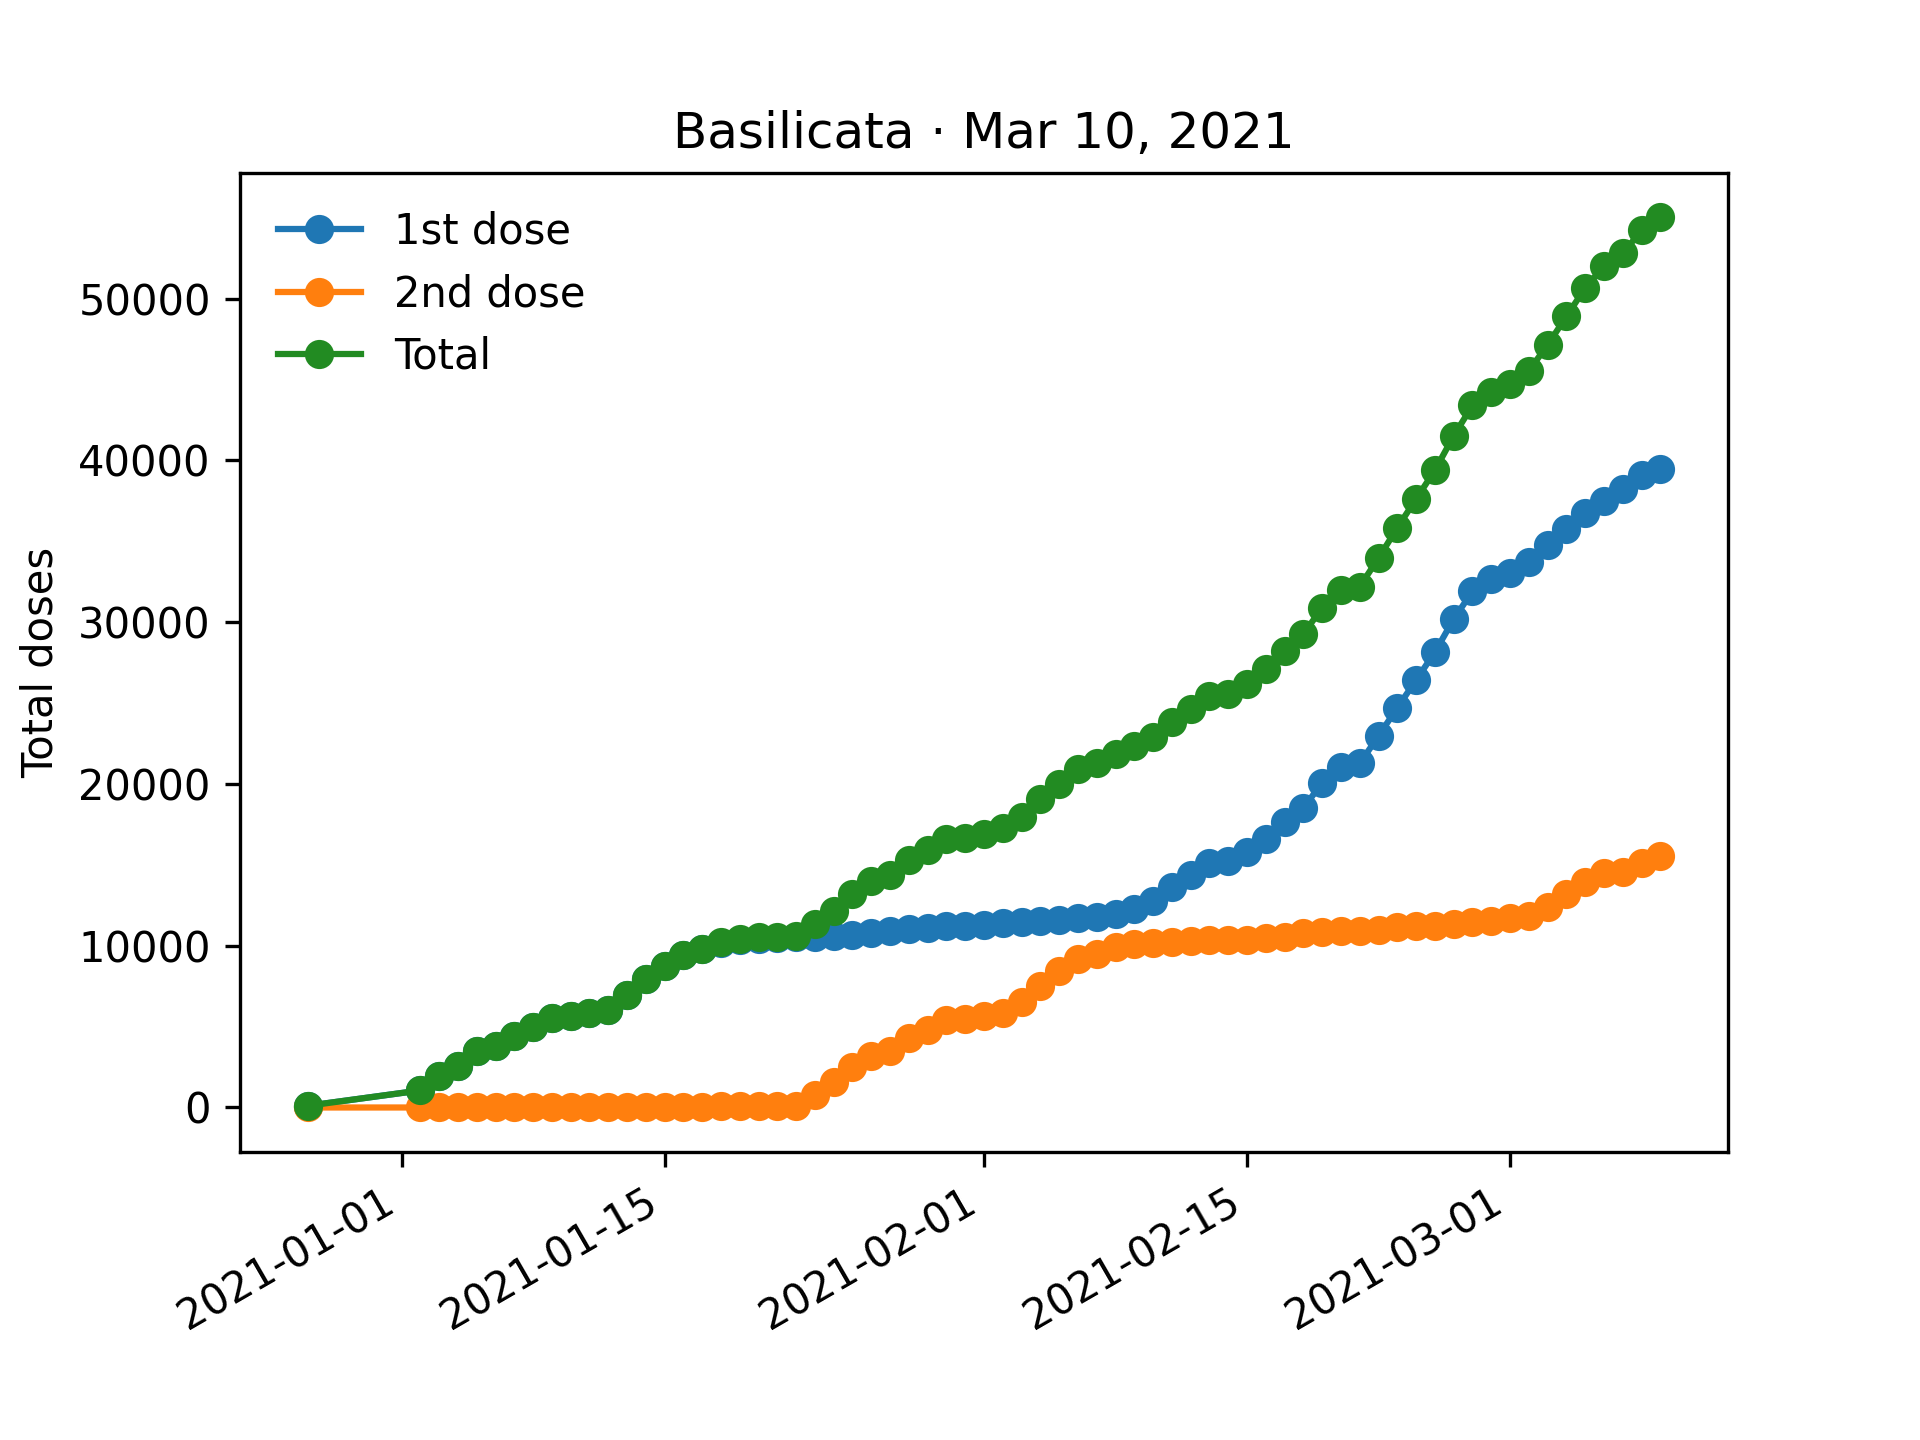 Basilicata · Mar 10, 2021
1st dose
2nd dose
Total
Total doses
50000
40000
30000
20000
10000
0
2021-01-01
2021-01-15
2021-02-01
2021-02-15
2021-03-01